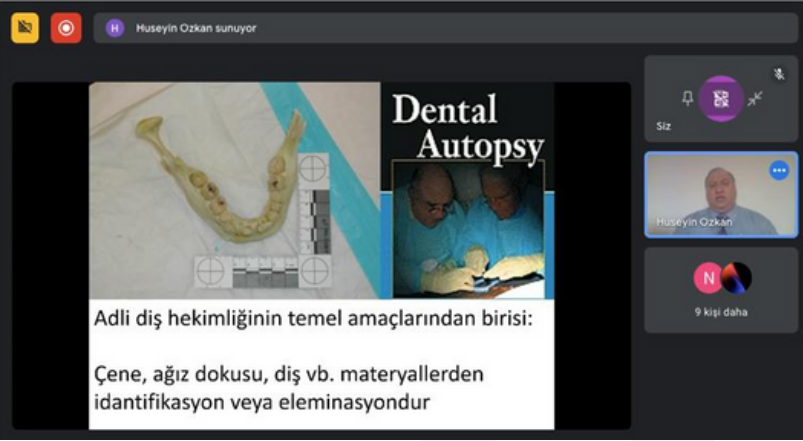 H Huseyin Ozkan sunuyor
Dental
Autopsy
Adli diş hekimliğinin temel amaçlarından birisi:
Çene, ağız dokusu, diş vb. materyallerden
idantifikasyon veya eleminasyondur
Siz
Huseyin Ozkan
N
9 kişi daha